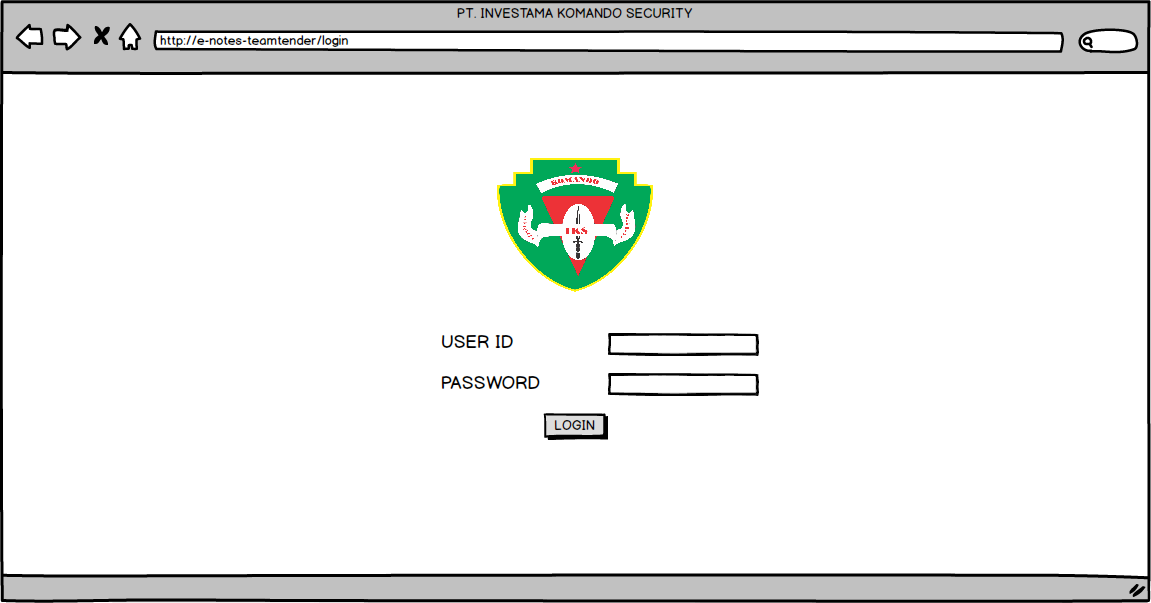 PT. INVESTAMA KOMANDO SECURITY
http://e-notes-teamtender/login
KOMANDO
IKS
USER ID
PASSWORD
LOGIN